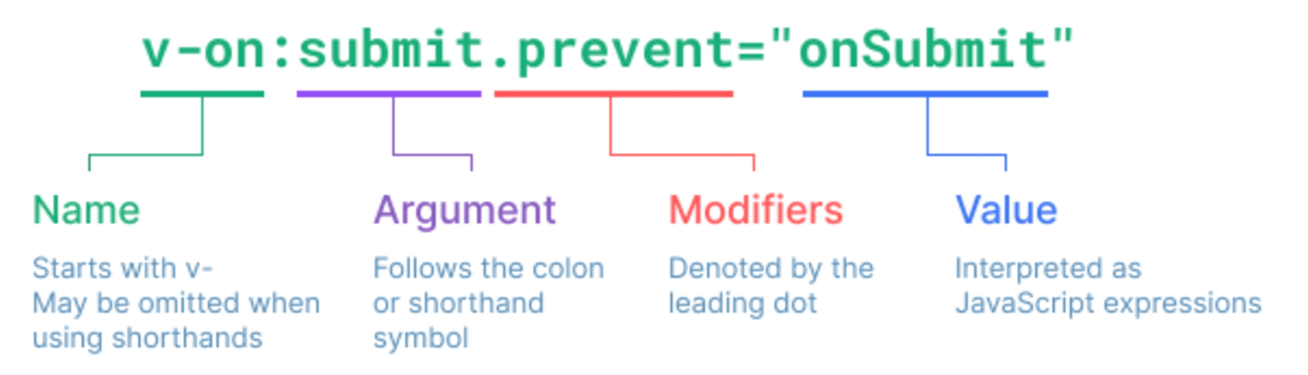 v-on:submit.prevent="onSubmit"
Name
Starts with v-
May be omitted when
using shorthands
Argument
Follows the colon
or shorthand
symbol
Modifiers
Denoted by the
leading dot
Value
Interpreted as
JavaScript expressions